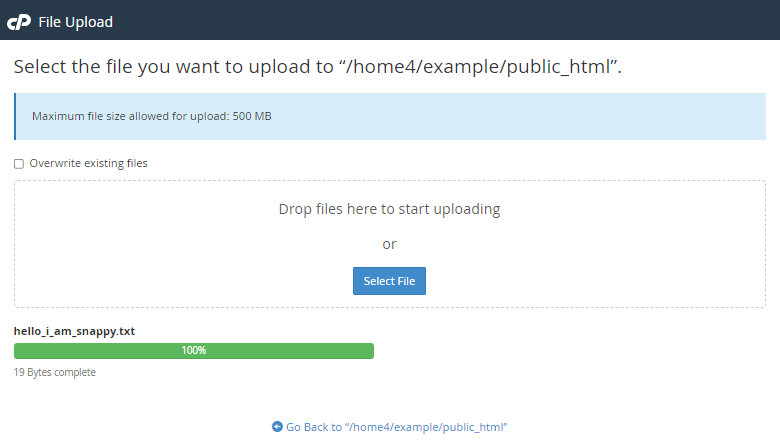 cP File Upload
Select the file you want to upload to “/home4/example/public_html”.
Maximum file size allowed for upload: 500 MB
Overwrite existing files
Drop files here to start uploading
or
Select File
hello_i_am_snappy.txt
100%
19 Bytes complete
Go Back to “/home4/example/public_html”